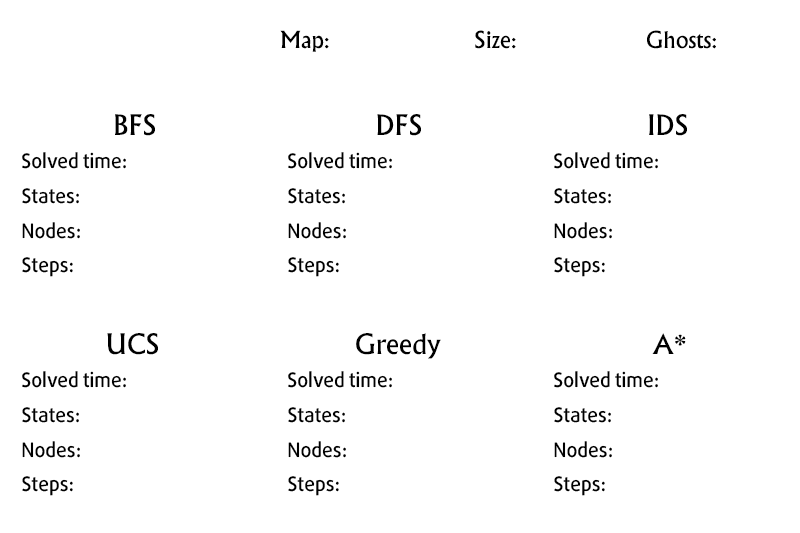 Map: Size: Ghosts:
BFS DFS IDS
Solved time: Solved time: Solved time:
States: States: States:
Nodes: Nodes: Nodes:
Steps: Steps: Steps:
UCS Greedy A*
Solved time: Solved time: Solved time:
States: States: States:
Nodes: Nodes: Nodes:
Steps: Steps: Steps: